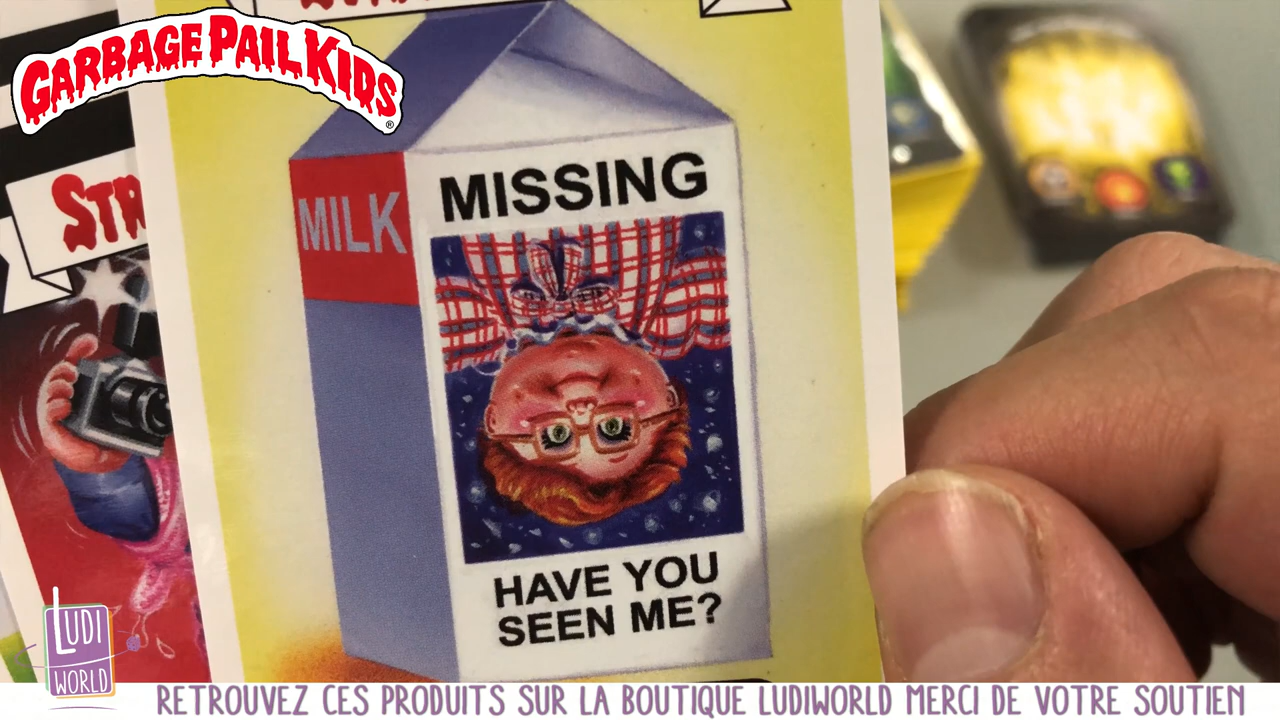 GARBAGE PAIL KIDS
®
STR
MILK
MISSING
HAVE YOU
SEEN ME?
LUDI
WORLD
RETROUVEZ CES PRODUITS SUR LA BOUTIQUE LUDIWORLD MERCI DE VOTRE SOUTIEN